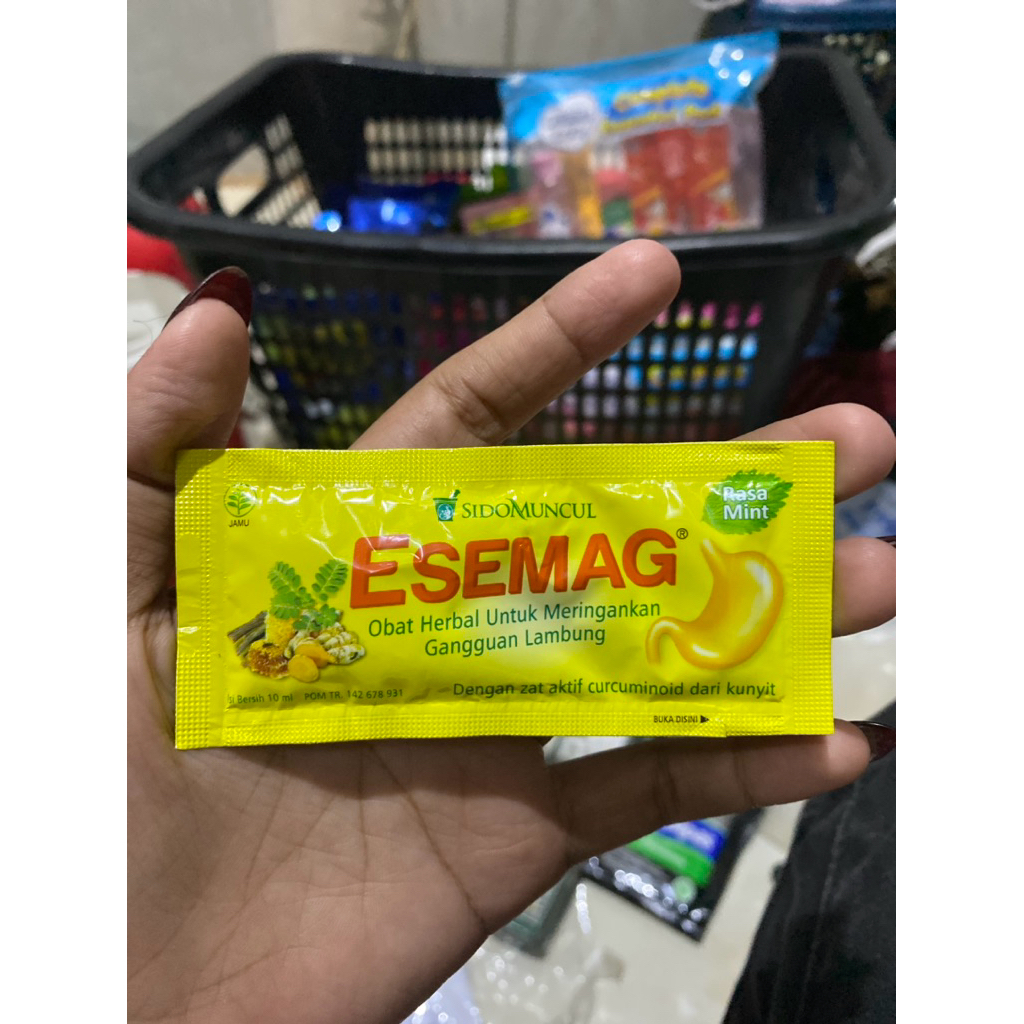 JAMU
SIDOMUNCUL
Rasa
Mint
ESEMAG®
Obat Herbal Untuk Meringankan
Gangguan Lambung
Isi Bersih 10 ml POM TR. 142 678 931
Dengan zat aktif curcuminoid dari kunyit
BUKA DISINI